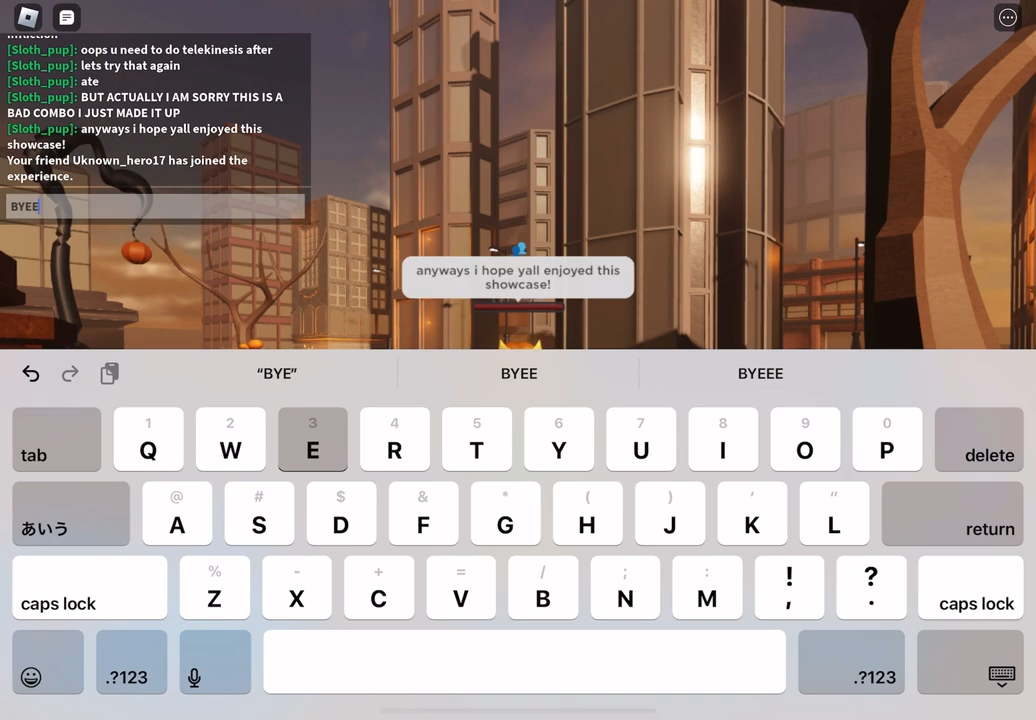 [Sloth_pup]: oops u need to do telekinesis after
[Sloth_pup]: lets try that again
[Sloth_pup]: ate
[Sloth_pup]: BUT ACTUALLY I AM SORRY THIS IS A
BAD COMBO I JUST MADE IT UP
[Sloth_pup]: anyways i hope yall enjoyed this
showcase!
Your friend Uknown_hero17 has joined the
experience.
BYEE
anyways i hope yall enjoyed this
showcase!
“BYE” BYEE BYEEE
1 2 3 4 5 6 7 8 9 0
tab Q W E R T Y U I O P delete
@ # $ & * ( ) ' "
あいう A S D F G H J K L return
% - + = / ; : ! ?
caps lock Z X C V B N M , . caps lock
.?123 .?123